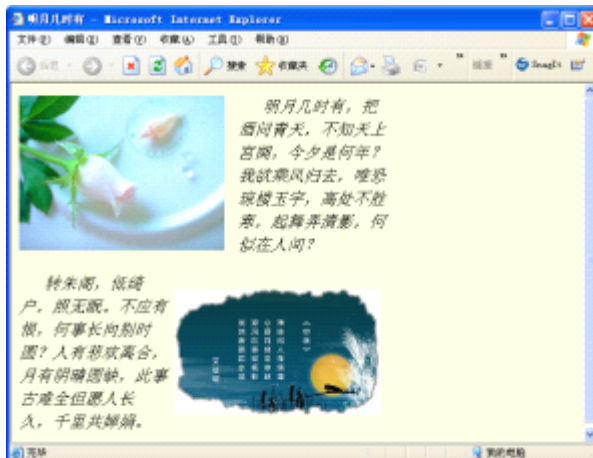 明月几时有 - Microsoft Internet Explorer
文件(F) 编辑(E) 查看(V) 收藏(A) 工具(T) 帮助(H)
后退 搜索 收藏夹 链接 SnagIt
明月几时有，把
酒问青天，不知天上
宫阙，今夕是何年？
我欲乘风归去，唯恐
琼楼玉宇，高处不胜
寒，起舞弄清影，何
似在人间？
转朱阁，低绮
户，照无眠。不应有
恨，何事长向别时
圆？人有悲欢离合，
月有阴晴圆缺，此事
古难全但愿人长
久，千里共婵娟。
完毕 我的电脑